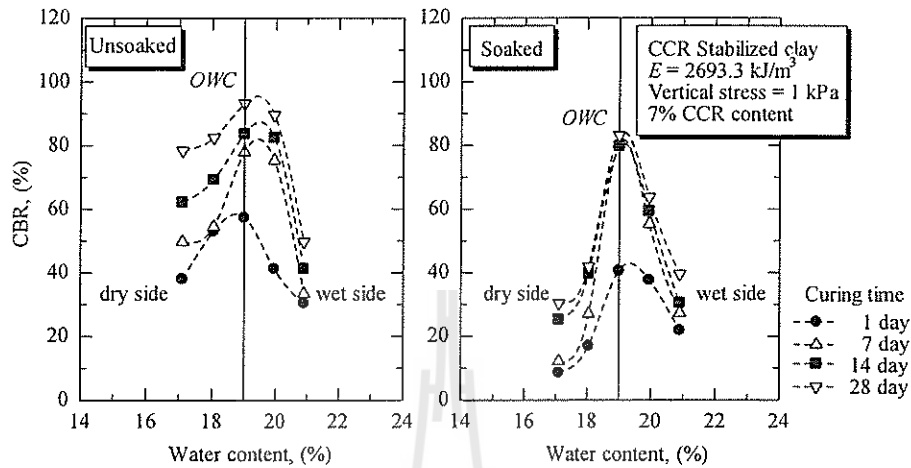 120
100
80
60
40
20
0
CBR, (%)
Unsoaked
OWC
dry side
wet side
14 16 18 20 22 24
Water content, (%)
120
100
80
60
40
20
0
Soaked
CCR Stabilized clay
E = 2693.3 kJ/m³
Vertical stress = 1 kPa
7% CCR content
OWC
dry side
wet side
14 16 18 20 22 24
Water content, (%)
Curing time
1 day
7 day
14 day
28 day